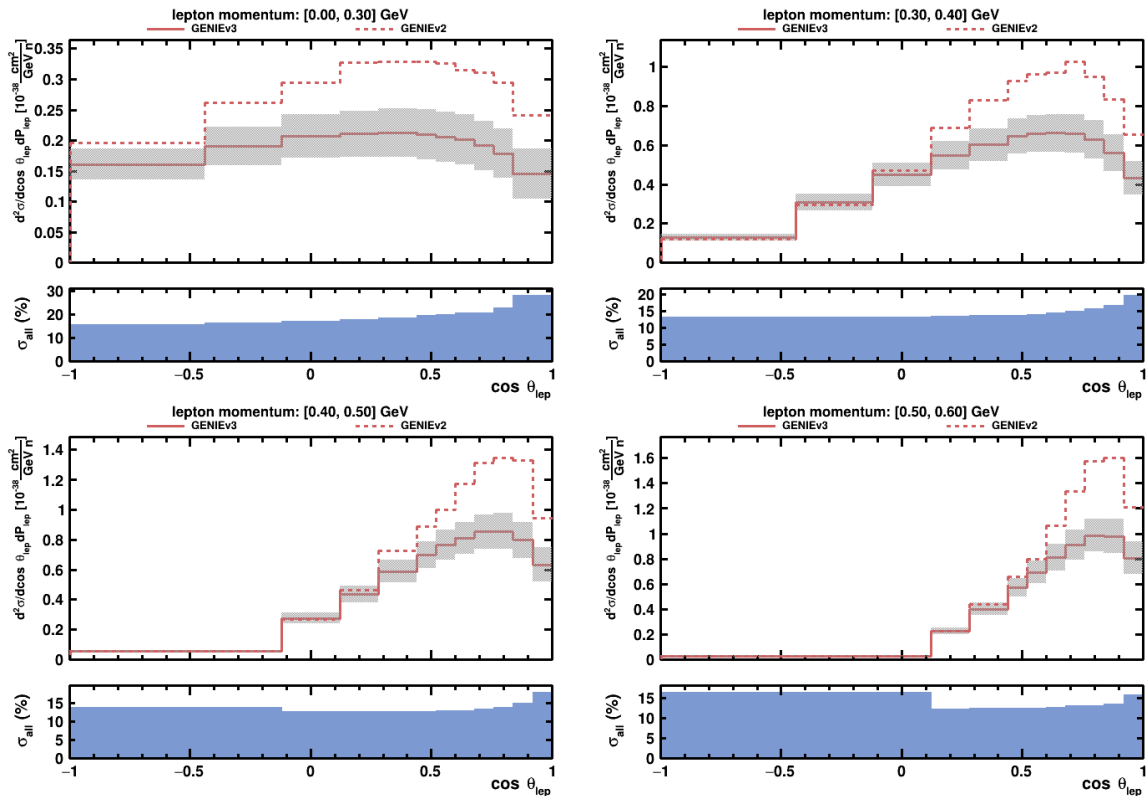 lepton momentum: [0.00, 0.30] GeV
GENIEv3 GENIEv2
d²σ/dcos θlep dPlep [10⁻³⁸ cm²/GeV n]
0.35
0.3
0.25
0.2
0.15
0.1
0.05
0
σall (%)
30
20
10
0
−1 −0.5 0 0.5 1
cos θlep
lepton momentum: [0.30, 0.40] GeV
GENIEv3 GENIEv2
d²σ/dcos θlep dPlep [10⁻³⁸ cm²/GeV n]
1
0.8
0.6
0.4
0.2
0
σall (%)
20
15
10
5
0
−1 −0.5 0 0.5 1
cos θlep
lepton momentum: [0.40, 0.50] GeV
GENIEv3 GENIEv2
d²σ/dcos θlep dPlep [10⁻³⁸ cm²/GeV n]
1.4
1.2
1
0.8
0.6
0.4
0.2
0
σall (%)
15
10
5
0
−1 −0.5 0 0.5 1
cos θlep
lepton momentum: [0.50, 0.60] GeV
GENIEv3 GENIEv2
d²σ/dcos θlep dPlep [10⁻³⁸ cm²/GeV n]
1.6
1.4
1.2
1
0.8
0.6
0.4
0.2
0
σall (%)
15
10
5
0
−1 −0.5 0 0.5 1
cos θlep